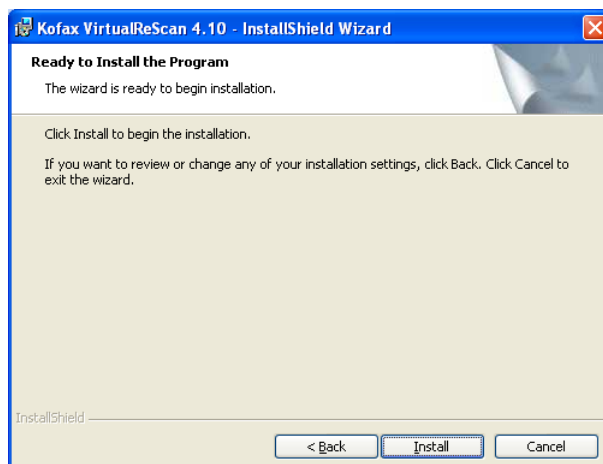 Kofax VirtualReScan 4.10 - InstallShield Wizard
Ready to Install the Program
The wizard is ready to begin installation.
Click Install to begin the installation.
If you want to review or change any of your installation settings, click Back. Click Cancel to
exit the wizard.
InstallShield
< Back Install Cancel